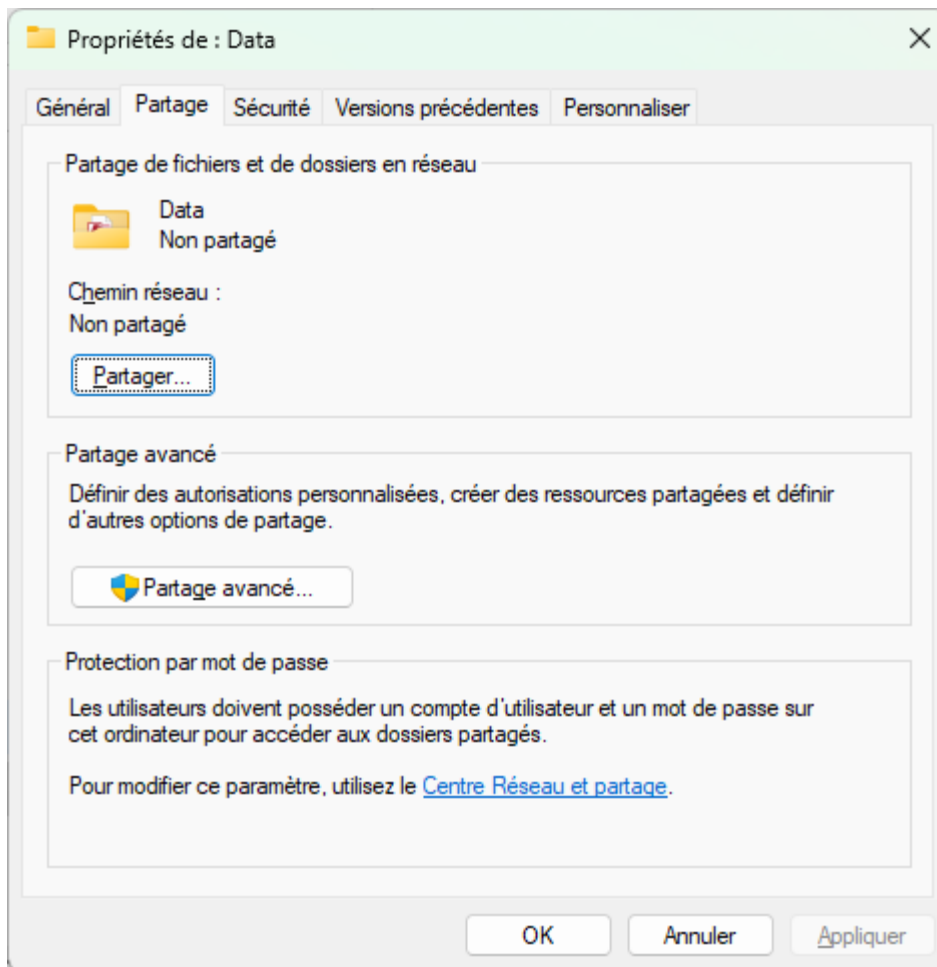 Propriétés de : Data
Général
Partage
Sécurité
Versions précédentes
Personnaliser
Partage de fichiers et de dossiers en réseau
Data
Non partagé
Chemin réseau :
Non partagé
Partager...
Partage avancé
Définir des autorisations personnalisées, créer des ressources partagées et définir
d'autres options de partage.
Partage avancé...
Protection par mot de passe
Les utilisateurs doivent posséder un compte d'utilisateur et un mot de passe sur
cet ordinateur pour accéder aux dossiers partagés.
Pour modifier ce paramètre, utilisez le Centre Réseau et partage.
OK
Annuler
Appliquer